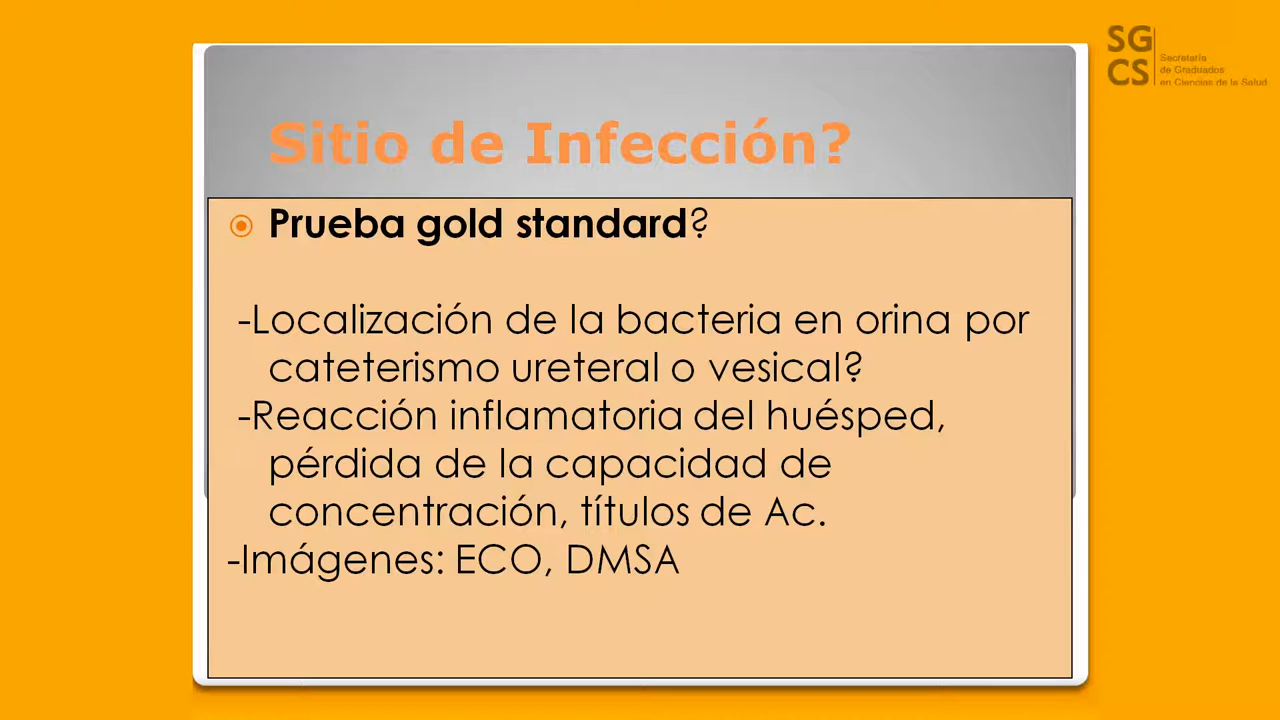 SG
CS
Secretaría
de Graduados
en Ciencias de la Salud
Sitio de Infección?
Prueba gold standard?
-Localización de la bacteria en orina por
cateterismo ureteral o vesical?
-Reacción inflamatoria del huésped,
pérdida de la capacidad de
concentración, títulos de Ac.
-Imágenes: ECO, DMSA